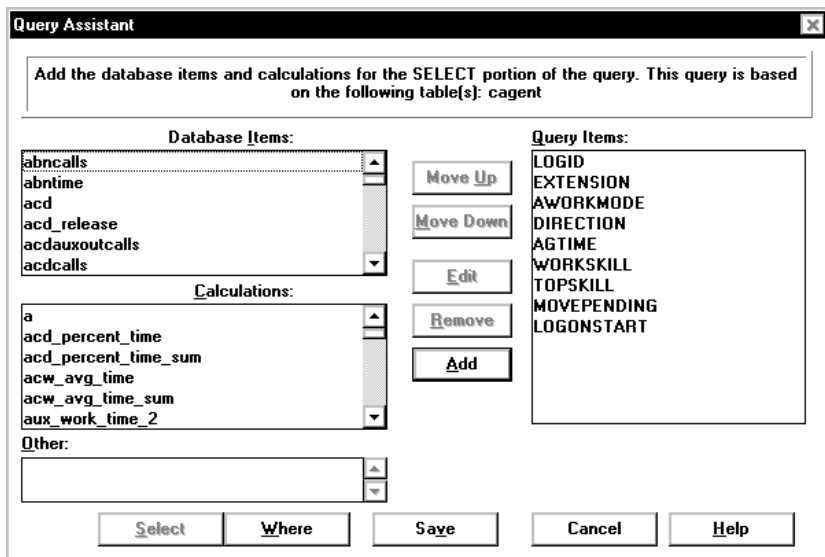 Query Assistant
Add the database items and calculations for the SELECT portion of the query. This query is based
on the following table(s): cagent
Database Items:
abncalls
abntime
acd
acd_release
acdauxoutcalls
acdcalls
Calculations:
a
acd_percent_time
acd_percent_time_sum
acw_avg_time
acw_avg_time_sum
aux_work_time_2
Other:
Move Up
Move Down
Edit
Remove
Add
Query Items:
LOGID
EXTENSION
AWORKMODE
DIRECTION
AGTIME
WORKSKILL
TOPSKILL
MOVEPENDING
LOGONSTART
Select
Where
Save
Cancel
Help